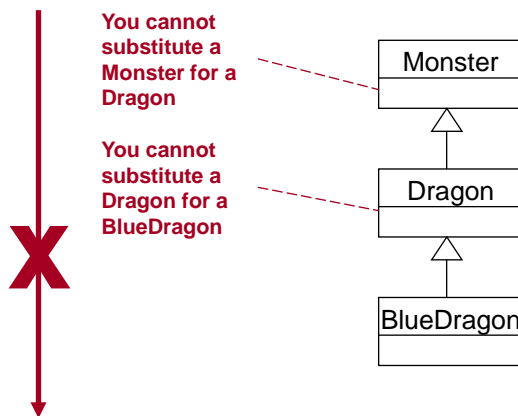 You cannot
substitute a
Monster for a
Dragon
Monster
You cannot
substitute a
Dragon for a
BlueDragon
Dragon
X
BlueDragon